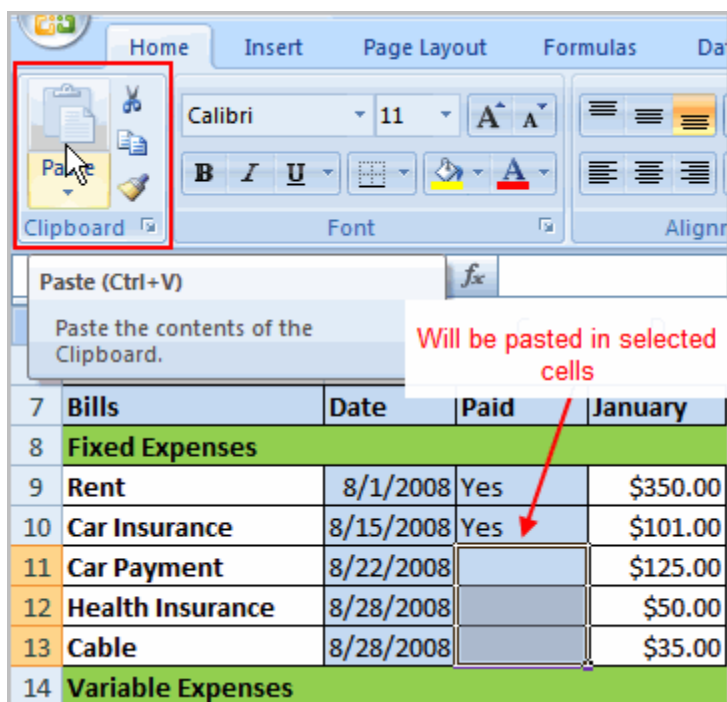 Home Insert Page Layout Formulas Da
Calibri 11 A A
Paste
B I U A
Clipboard Font Alignr
Paste (Ctrl+V) fx
Paste the contents of the
Clipboard.
Will be pasted in selected
cells
7 Bills Date Paid January
8 Fixed Expenses
9 Rent 8/1/2008 Yes $350.00
10 Car Insurance 8/15/2008 Yes $101.00
11 Car Payment 8/22/2008 $125.00
12 Health Insurance 8/28/2008 $50.00
13 Cable 8/28/2008 $35.00
14 Variable Expenses